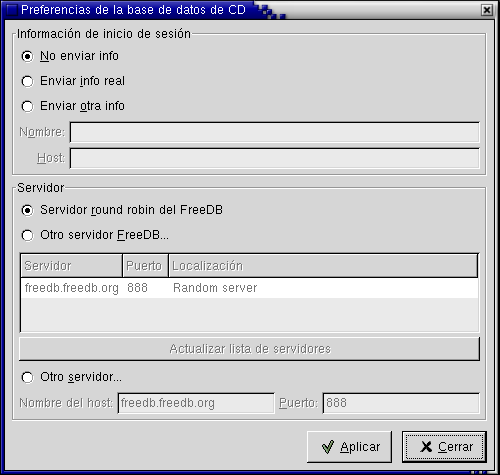 Preferencias de la base de datos de CD
Información de inicio de sesión
No enviar info
Enviar info real
Enviar otra info
Nombre:
Host:
Servidor
Servidor round robin del FreeDB
Otro servidor FreeDB...
Servidor Puerto Localización
freedb.freedb.org 888 Random server
Actualizar lista de servidores
Otro servidor...
Nombre del host: freedb.freedb.org Puerto: 888
Aplicar Cerrar